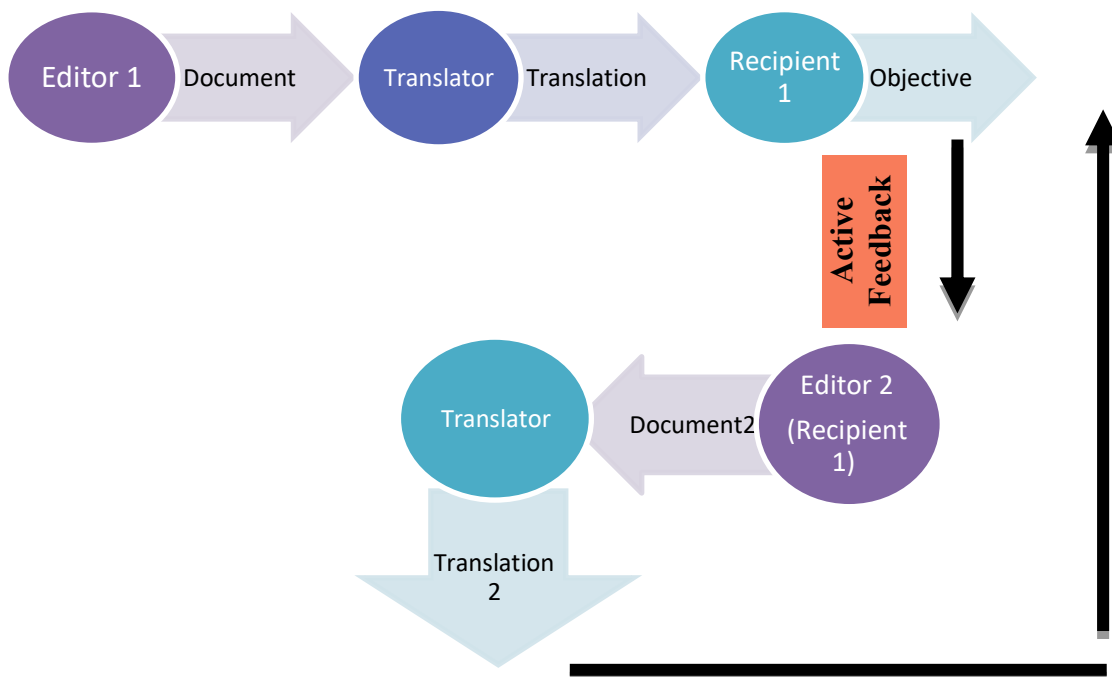 Editor 1
Document
Translator
Translation
Recipient
1
Objective
Active
Feedback
Editor 2
(Recipient
1)
Document2
Translator
Translation
2